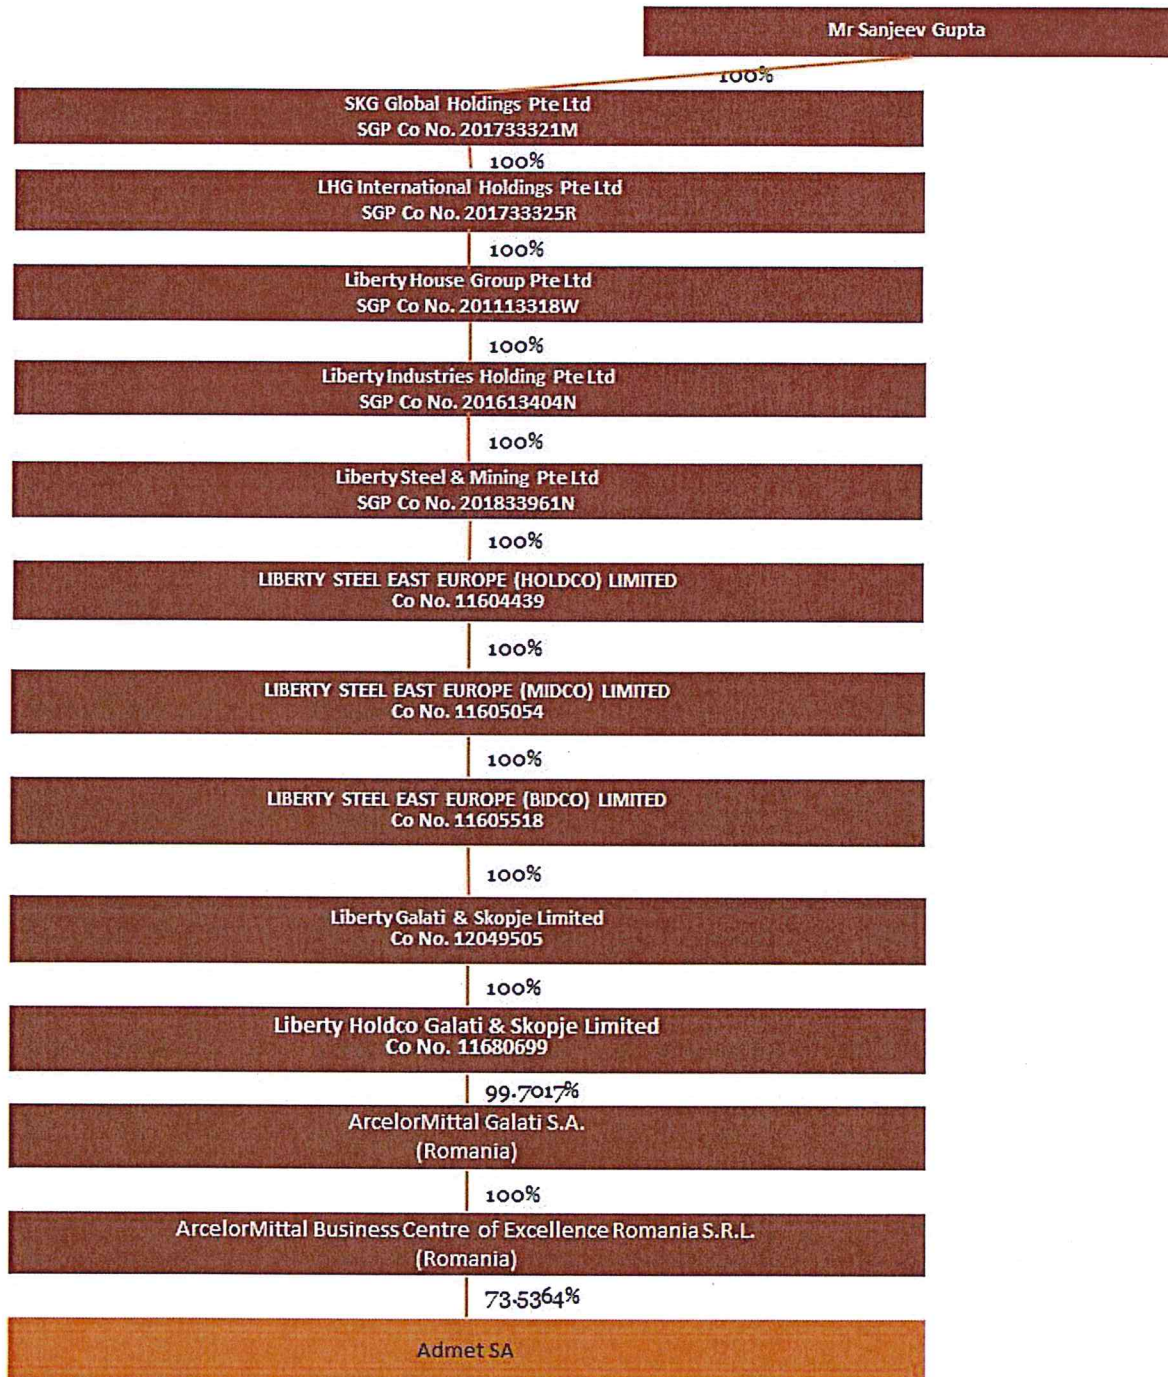 Mr Sanjeev Gupta
100%
SKG Global Holdings Pte Ltd
SGP Co No. 201733321M
100%
LHG International Holdings Pte Ltd
SGP Co No. 201733325R
100%
Liberty House Group Pte Ltd
SGP Co No. 201113318W
100%
Liberty Industries Holding Pte Ltd
SGP Co No. 201613404N
100%
Liberty Steel & Mining Pte Ltd
SGP Co No. 201833961N
100%
LIBERTY STEEL EAST EUROPE (HOLDCO) LIMITED
Co No. 11604439
100%
LIBERTY STEEL EAST EUROPE (MIDCO) LIMITED
Co No. 11605054
100%
LIBERTY STEEL EAST EUROPE (BIDCO) LIMITED
Co No. 11605518
100%
Liberty Galati & Skopje Limited
Co No. 12049505
100%
Liberty Holdco Galati & Skopje Limited
Co No. 11680699
99.7017%
ArcelorMittal Galati S.A.
(Romania)
100%
ArcelorMittal Business Centre of Excellence Romania S.R.L.
(Romania)
73.5364%
Admet SA